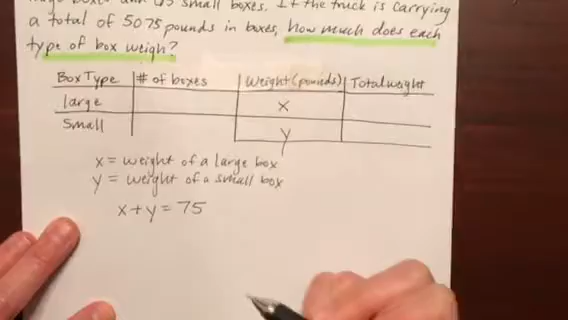 small boxes. If the truck is carrying
a total of 5075 pounds in boxes, how much does each
type of box weigh?
Box Type # of boxes Weight (pounds) Total weight
large x
Small y
x = weight of a large box
y = weight of a small box
x + y = 75